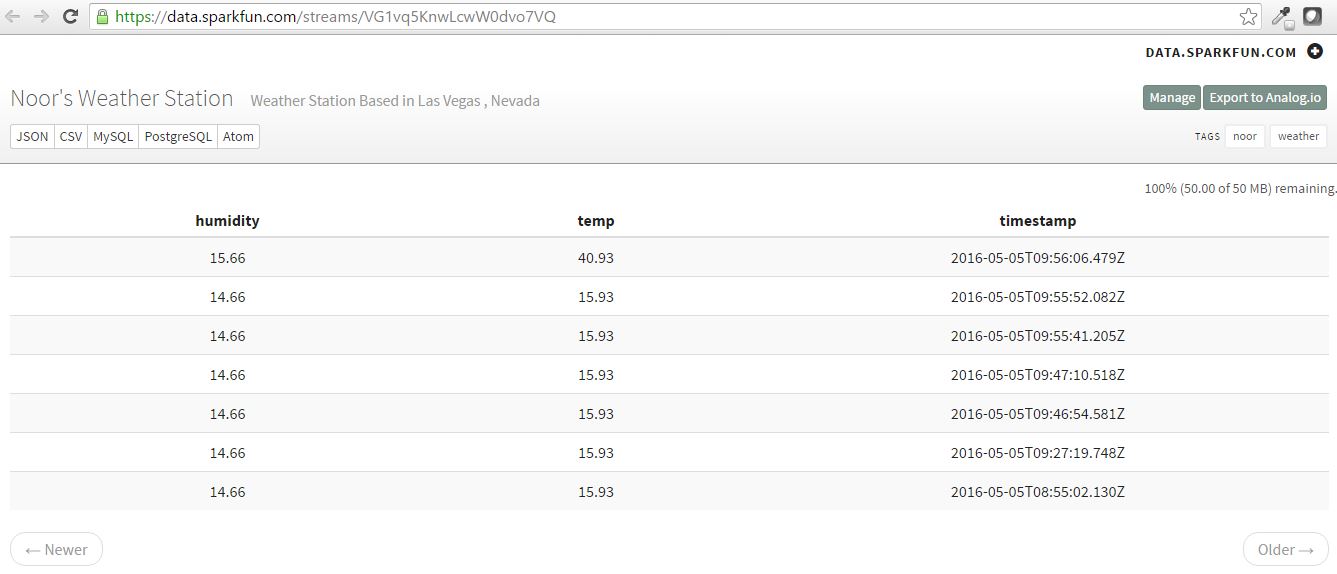 https://data.sparkfun.com/streams/VG1vq5KnwLcwW0dvo7VQ
DATA.SPARKFUN.COM
Noor's Weather Station Weather Station Based in Las Vegas , Nevada
Manage Export to Analog.io
JSON CSV MySQL PostgreSQL Atom
TAGS noor weather
100% (50.00 of 50 MB) remaining.
humidity temp timestamp
15.66 40.93 2016-05-05T09:56:06.479Z
14.66 15.93 2016-05-05T09:55:52.082Z
14.66 15.93 2016-05-05T09:55:41.205Z
14.66 15.93 2016-05-05T09:47:10.518Z
14.66 15.93 2016-05-05T09:46:54.581Z
14.66 15.93 2016-05-05T09:27:19.748Z
14.66 15.93 2016-05-05T08:55:02.130Z
← Newer Older →